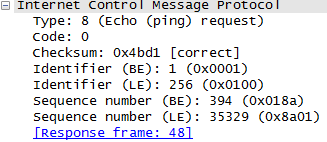 Internet Control Message Protocol
Type: 8 (Echo (ping) request)
Code: 0
Checksum: 0x4bd1 [correct]
Identifier (BE): 1 (0x0001)
Identifier (LE): 256 (0x0100)
Sequence number (BE): 394 (0x018a)
Sequence number (LE): 35329 (0x8a01)
[Response frame: 48]